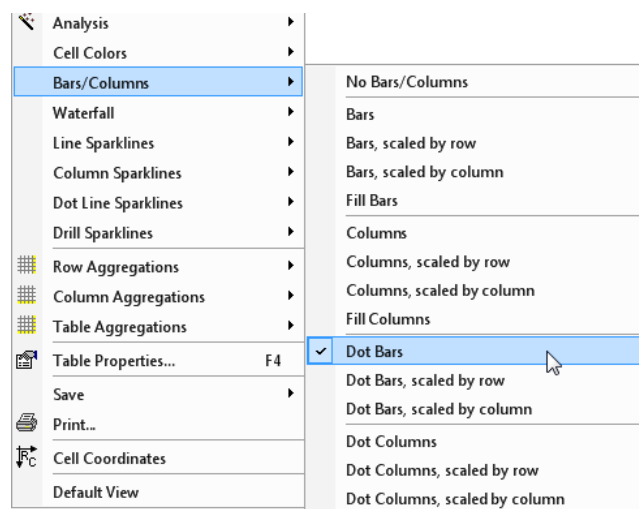 Analysis
Cell Colors
Bars/Columns
Waterfall
Line Sparklines
Column Sparklines
Dot Line Sparklines
Drill Sparklines
Row Aggregations
Column Aggregations
Table Aggregations
Table Properties... F4
Save
Print...
RC Cell Coordinates
Default View
No Bars/Columns
Bars
Bars, scaled by row
Bars, scaled by column
Fill Bars
Columns
Columns, scaled by row
Columns, scaled by column
Fill Columns
Dot Bars
Dot Bars, scaled by row
Dot Bars, scaled by column
Dot Columns
Dot Columns, scaled by row
Dot Columns, scaled by column